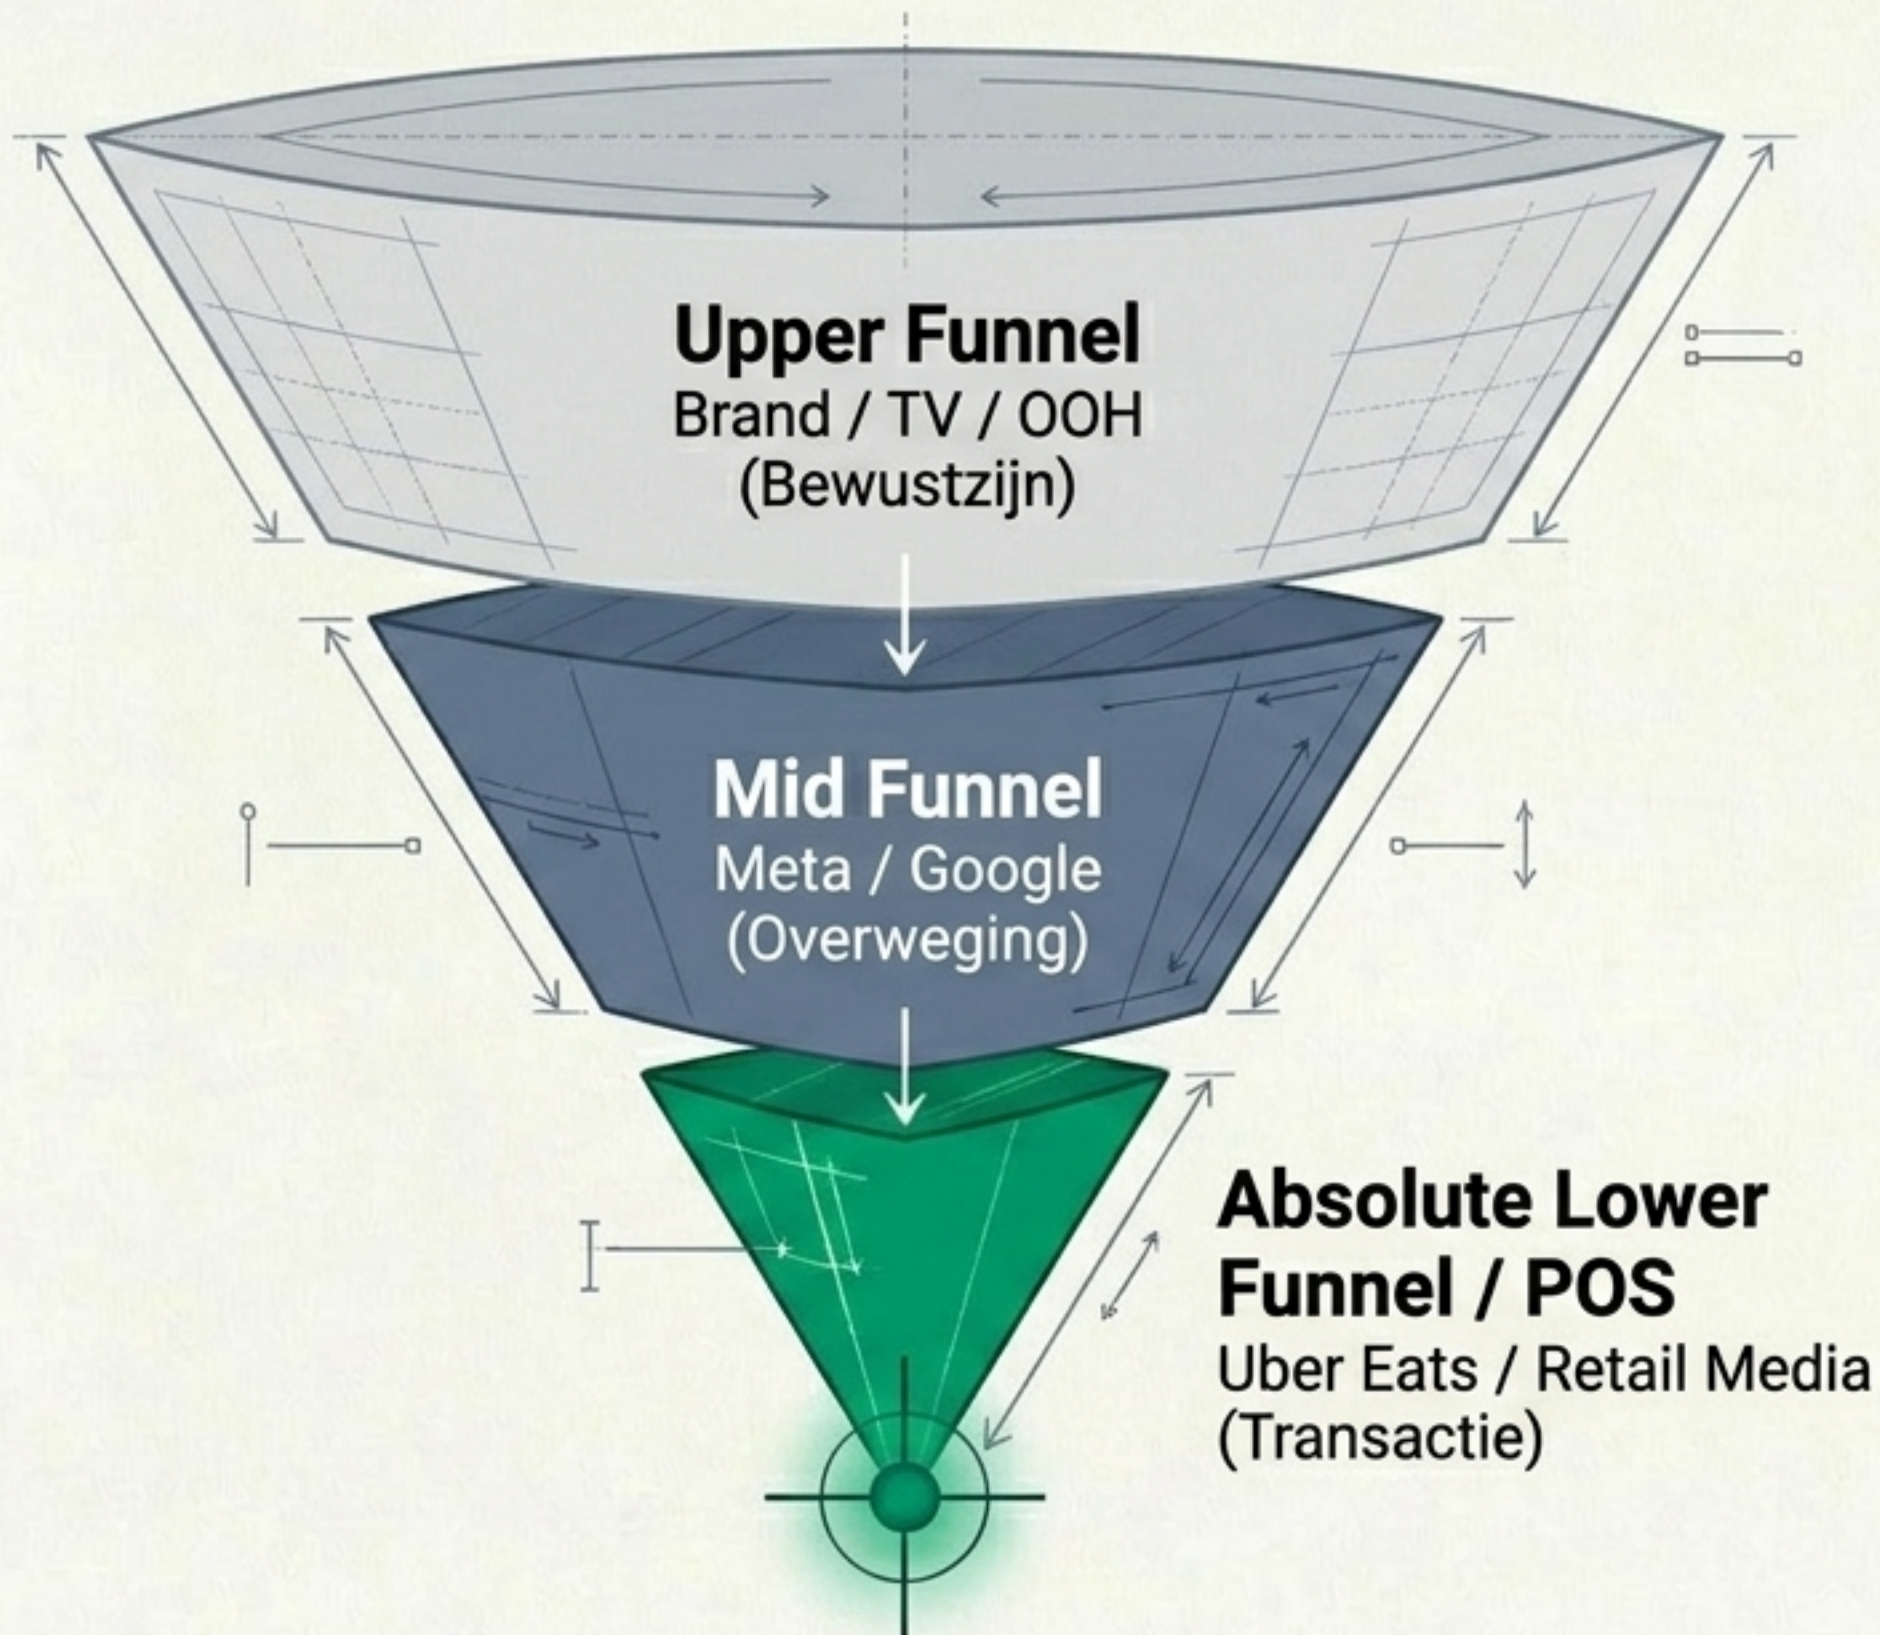 Upper Funnel
Brand / TV / OOH
(Bewustzijn)
Mid Funnel
Meta / Google
(Overweging)
Absolute Lower
Funnel / POS
Uber Eats / Retail Media
(Transactie)